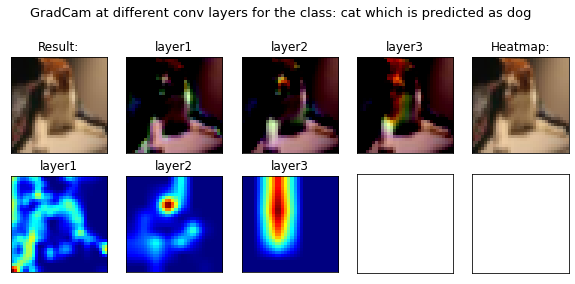 GradCam at different conv layers for the class: cat which is predicted as dog
Result:
layer1
layer2
layer3
Heatmap:
layer1
layer2
layer3